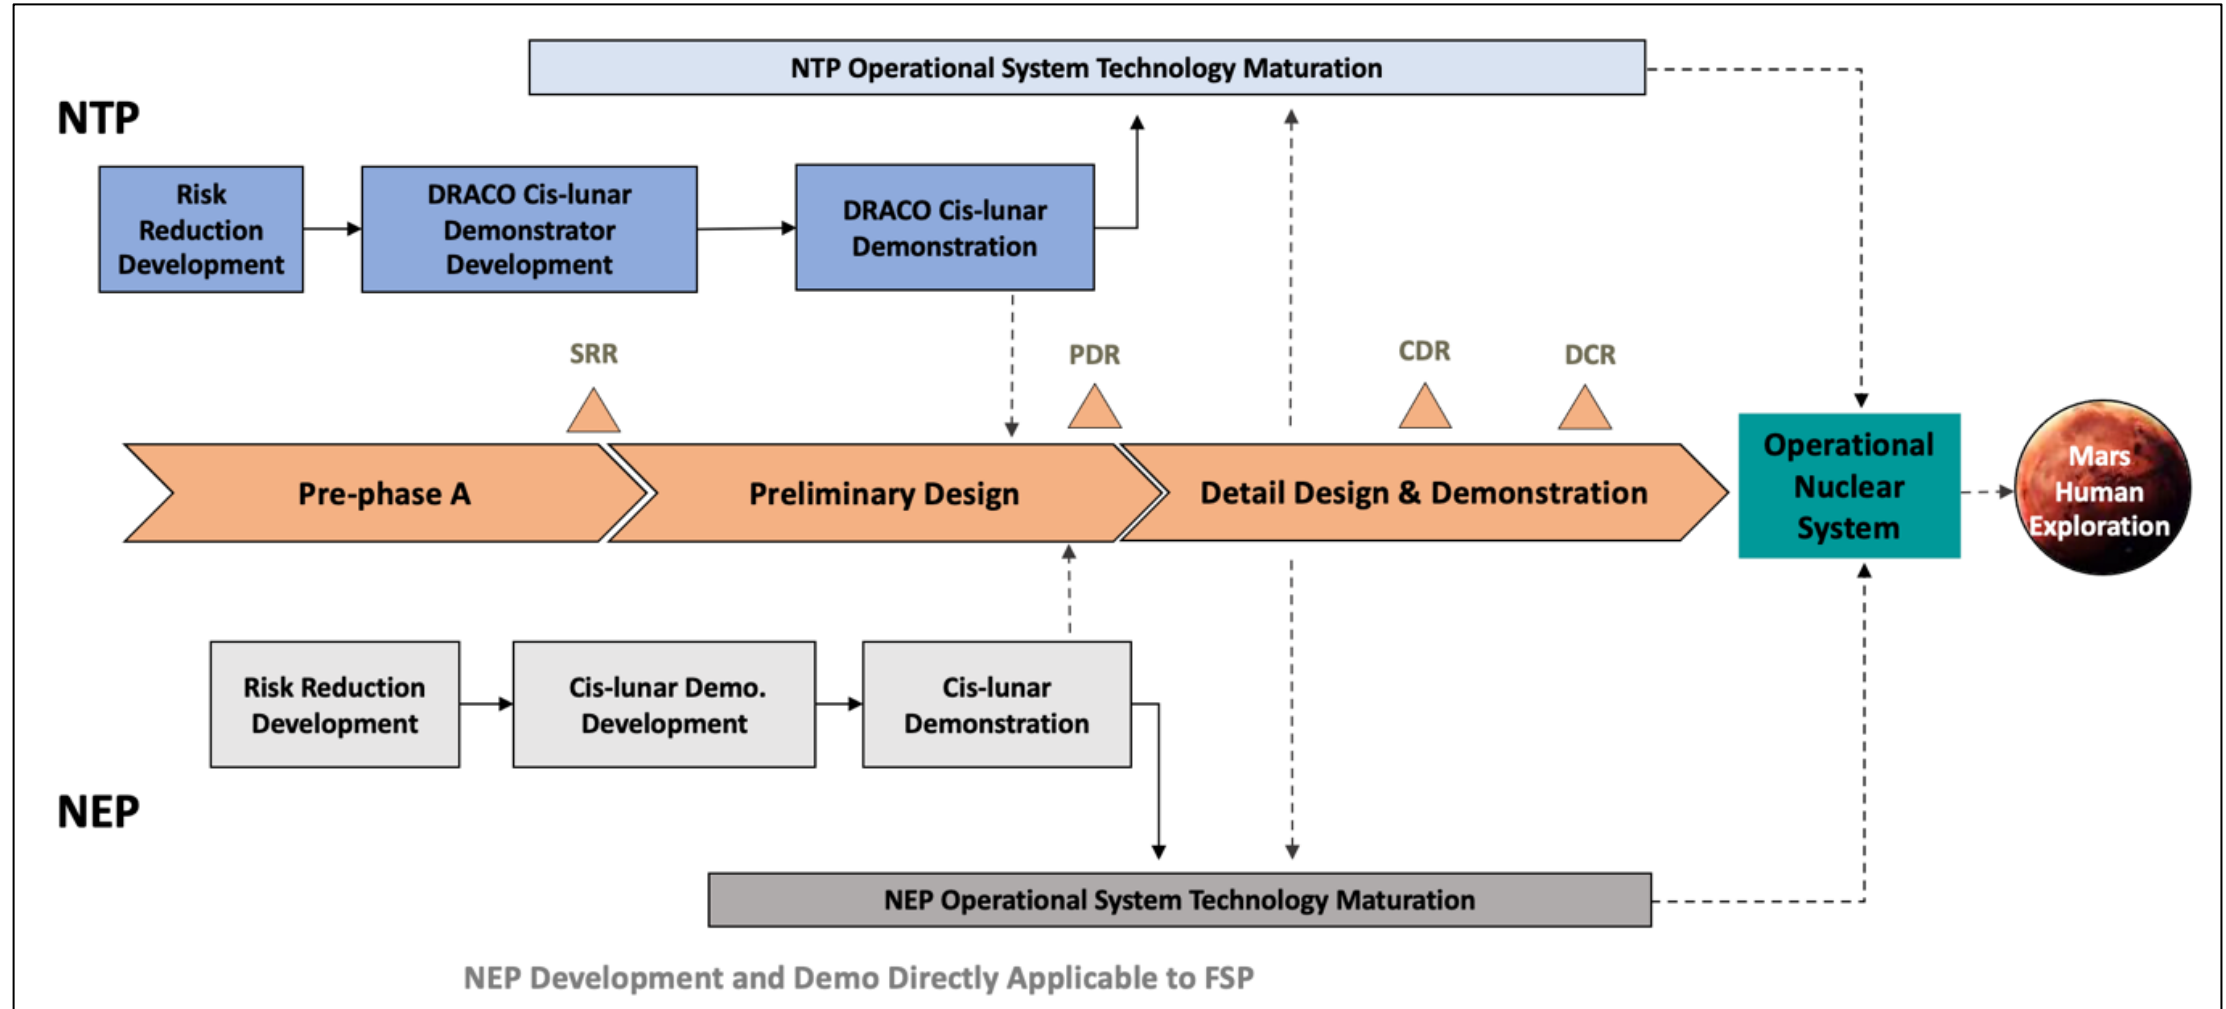 NTP Operational System Technology Maturation
NTP
Risk
Reduction
Development
DRACO Cis-lunar
Demonstrator
Development
DRACO Cis-lunar
Demonstration
SRR
PDR
CDR
DCR
Pre-phase A
Preliminary Design
Detail Design & Demonstration
Operational
Nuclear
System
Mars
Human
Exploration
Risk Reduction
Development
Cis-lunar Demo.
Development
Cis-lunar
Demonstration
NEP
NEP Operational System Technology Maturation
NEP Development and Demo Directly Applicable to FSP